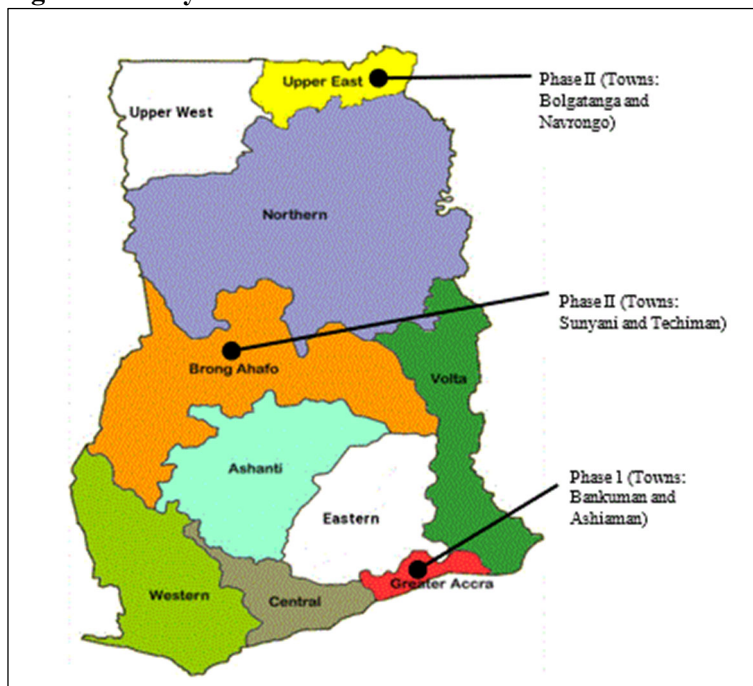 Upper East
Phase II (Towns:
Bolgatanga and
Navrongo)
Upper West
Northern
Phase II (Towns:
Sunyani and Techiman)
Brong Ahafo
Volta
Ashanti
Phase 1 (Towns:
Bankuman and
Ashiaman)
Eastern
Greater Accra
Western
Central